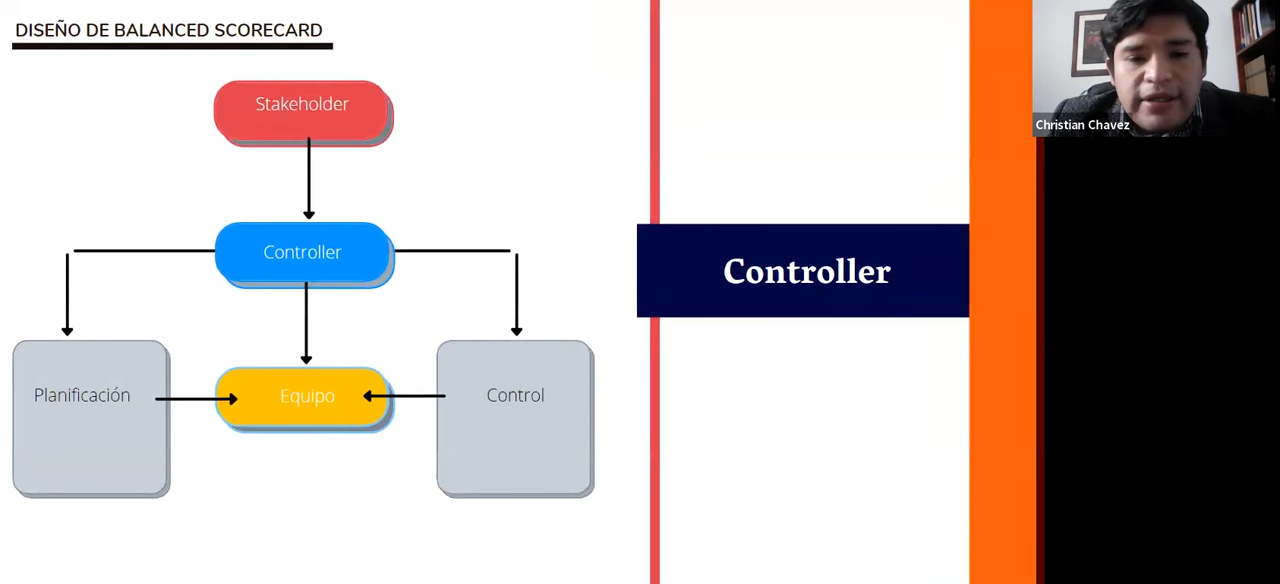 DISEÑO DE BALANCED SCORECARD
Stakeholder
Controller
Planificación
Equipo
Control
Controller
Christian Chavez